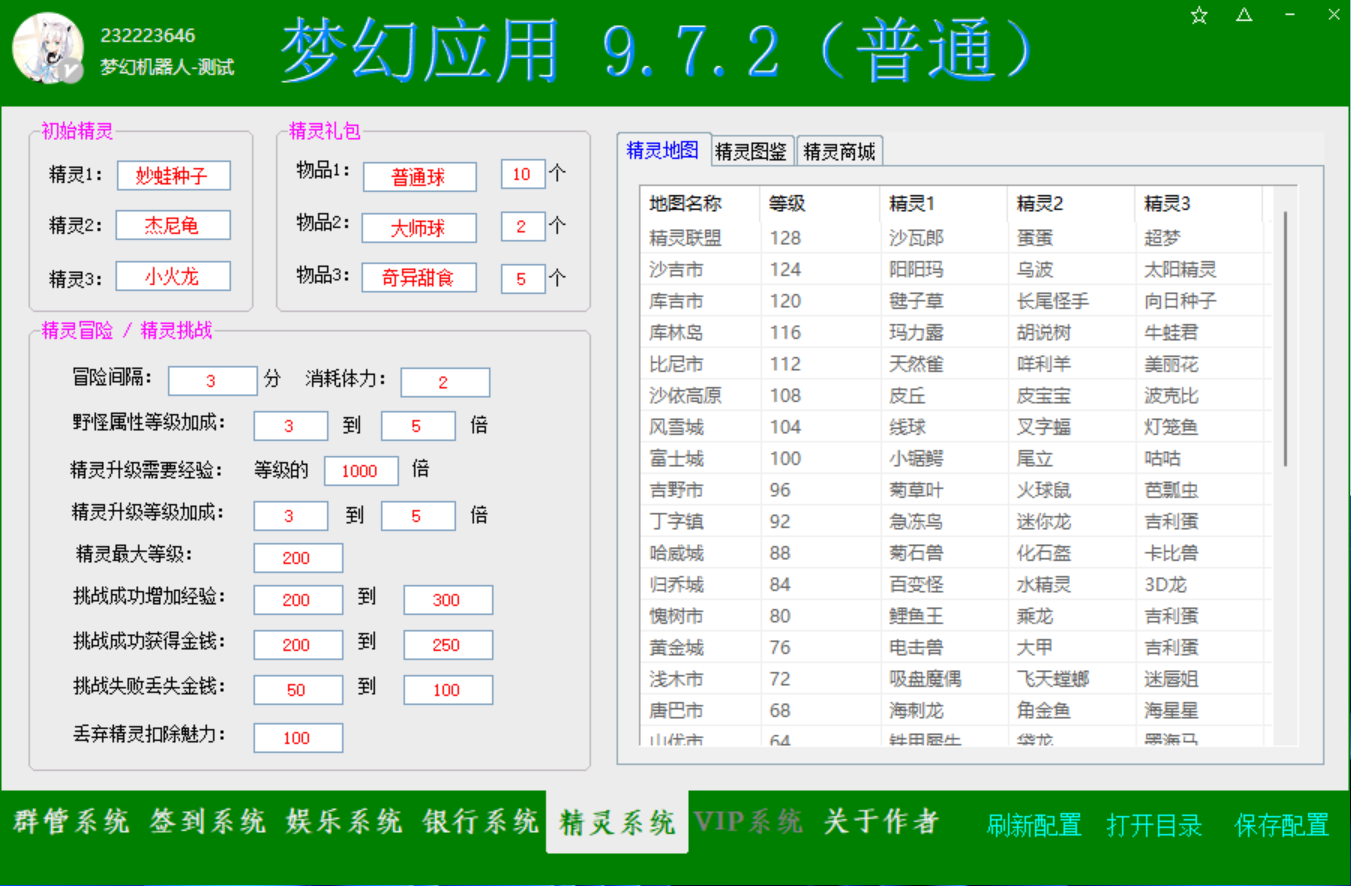 232223646
梦幻机器人-测试
梦幻应用 9.7.2（普通）
初始精灵
精灵1： 妙蛙种子
精灵2： 杰尼龟
精灵3： 小火龙
精灵礼包
物品1： 普通球 10 个
物品2： 大师球 2 个
物品3： 奇异甜食 5 个
精灵冒险 / 精灵挑战
冒险间隔： 3 分 消耗体力： 2
野怪属性等级加成： 3 到 5 倍
精灵升级需要经验： 等级的 1000 倍
精灵升级等级加成： 3 到 5 倍
精灵最大等级： 200
挑战成功增加经验： 200 到 300
挑战成功获得金钱： 200 到 250
挑战失败丢失金钱： 50 到 100
丢弃精灵扣除魅力： 100
精灵地图 精灵图鉴 精灵商城
地图名称 等级 精灵1 精灵2 精灵3
精灵联盟 128 沙瓦郎 蛋蛋 超梦
沙吉市 124 阳阳玛 乌波 太阳精灵
库吉市 120 毽子草 长尾怪手 向日种子
库林岛 116 玛力露 胡说树 牛蛙君
比尼市 112 天然雀 咩利羊 美丽花
沙依高原 108 皮丘 皮宝宝 波克比
风雪城 104 线球 叉字蝠 灯笼鱼
富士城 100 小锯鳄 尾立 咕咕
吉野市 96 菊草叶 火球鼠 芭瓢虫
丁字镇 92 急冻鸟 迷你龙 吉利蛋
哈威城 88 菊石兽 化石盔 卡比兽
归乔城 84 百变怪 水精灵 3D龙
愧树市 80 鲤鱼王 乘龙 吉利蛋
黄金城 76 电击兽 大甲 吉利蛋
浅木市 72 吸盘魔偶 飞天螳螂 迷唇姐
唐巴市 68 海刺龙 角金鱼 海星星
山优市 64 铁甲犀牛 袋龙 墨海马
群管系统 签到系统 娱乐系统 银行系统 精灵系统 VIP系统 关于作者 刷新配置 打开目录 保存配置